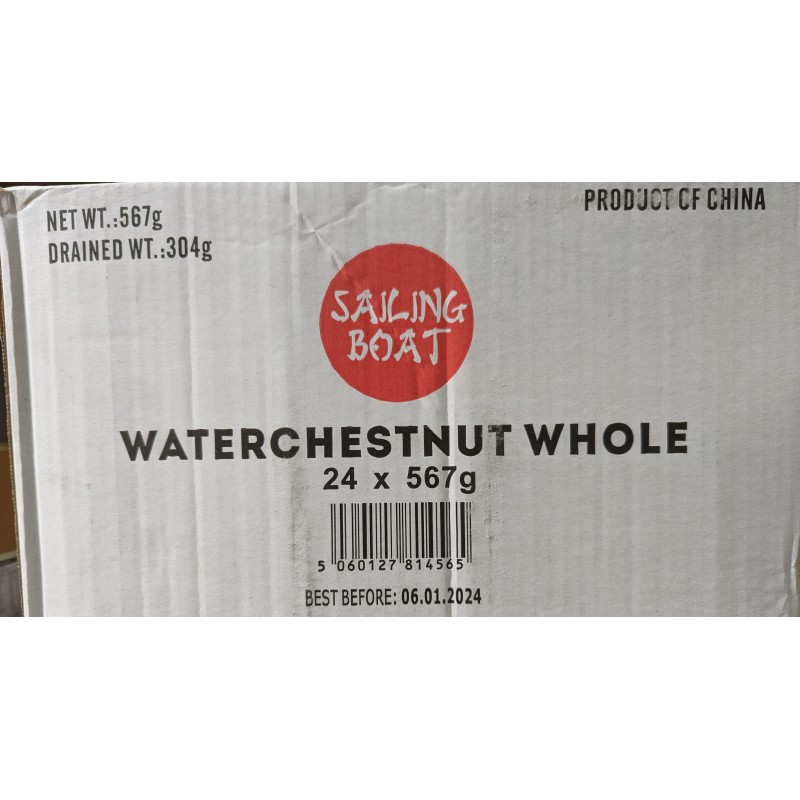 NET WT.:567g
DRAINED WT.:304g
PRODUCT OF CHINA
SAILING
BOAT
WATERCHESTNUT WHOLE
24 x 567g
5 060127 814565
BEST BEFORE: 06.01.2024